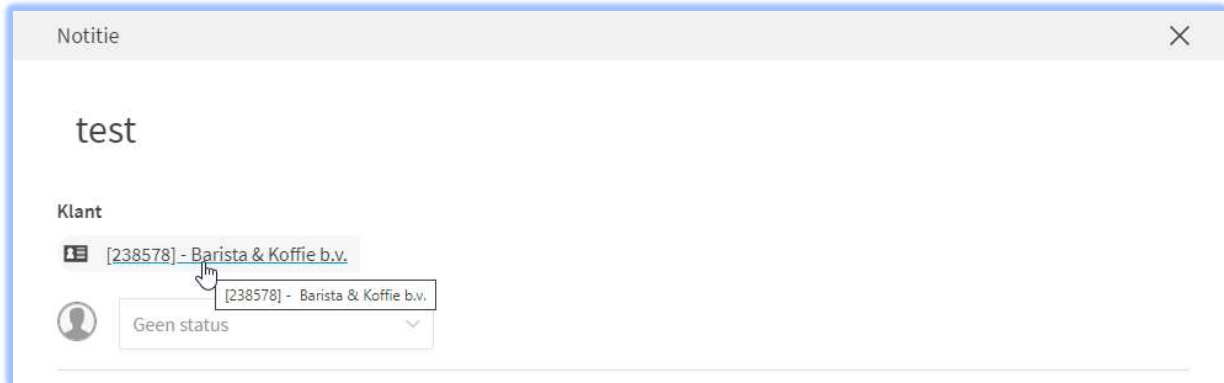 Notitie
test
Klant
[238578] - Barista & Koffie b.v.
[238578] -  Barista & Koffie b.v.
Geen status